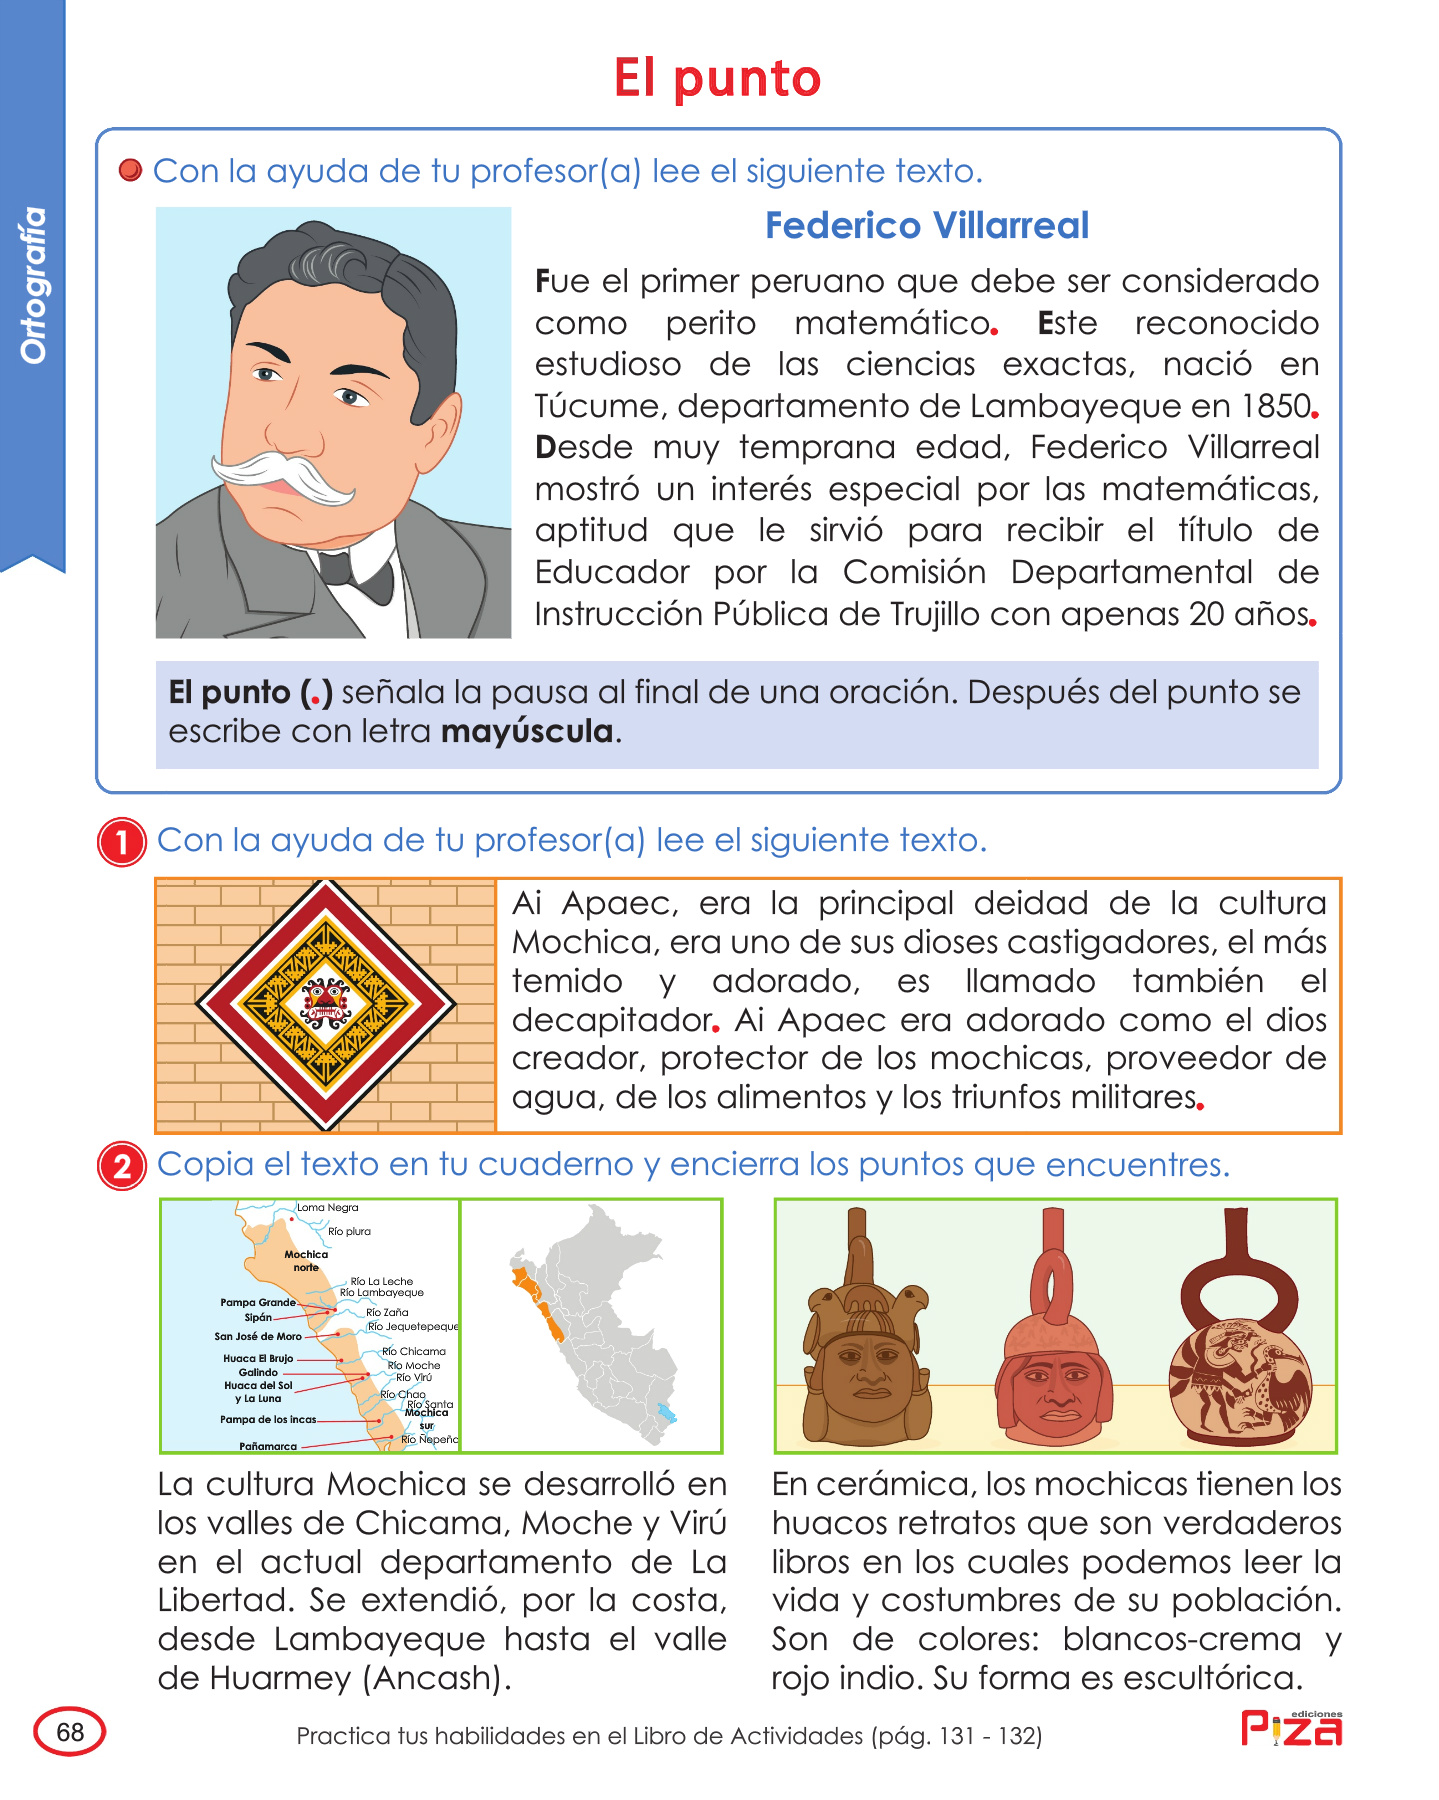 El punto
Ortografía
Con la ayuda de tu profesor(a) lee el siguiente texto.
Federico Villarreal
Fue el primer peruano que debe ser considerado
como perito matemático. Este reconocido
estudioso de las ciencias exactas, nació en
Túcume, departamento de Lambayeque en 1850.
Desde muy temprana edad, Federico Villarreal
mostró un interés especial por las matemáticas,
aptitud que le sirvió para recibir el título de
Educador por la Comisión Departamental de
Instrucción Pública de Trujillo con apenas 20 años.
El punto (.) señala la pausa al final de una oración. Después del punto se
escribe con letra mayúscula.
1 Con la ayuda de tu profesor(a) lee el siguiente texto.
Ai Apaec, era la principal deidad de la cultura
Mochica, era uno de sus dioses castigadores, el más
temido y adorado, es llamado también el
decapitador. Ai Apaec era adorado como el dios
creador, protector de los mochicas, proveedor de
agua, de los alimentos y los triunfos militares.
2 Copia el texto en tu cuaderno y encierra los puntos que encuentres.
Loma Negra
Río piura
Mochica
norte
Río La Leche
Río Lambayeque
Pampa Grande
Río Zaña
Sipán
Río Jequetepeque
San José de Moro
Río Chicama
Huaca El Brujo
Río Moche
Galindo
Río Virú
Huaca del Sol
y La Luna
Río Chao
Río Santa
Mochica
sur
Pampa de los incas
Río Ñepeña
Pañamarca
La cultura Mochica se desarrolló en
los valles de Chicama, Moche y Virú
en el actual departamento de La
Libertad. Se extendió, por la costa,
desde Lambayeque hasta el valle
de Huarmey (Ancash).
En cerámica, los mochicas tienen los
huacos retratos que son verdaderos
libros en los cuales podemos leer la
vida y costumbres de su población.
Son de colores: blancos-crema y
rojo indio. Su forma es escultórica.
68
Practica tus habilidades en el Libro de Actividades (pág. 131 - 132)
ediciones
Piza